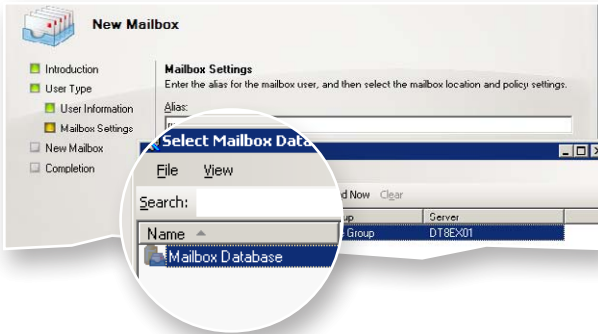 New Mailbox
Introduction
User Type
User Information
Mailbox Settings
New Mailbox
Completion
Mailbox Settings
Enter the alias for the mailbox user, and then select the mailbox location and policy settings.
Alias:
Select Mailbox Data
File View
Search:
Now Clear
Name
Server
Mailbox Database
Group
DT8EX01